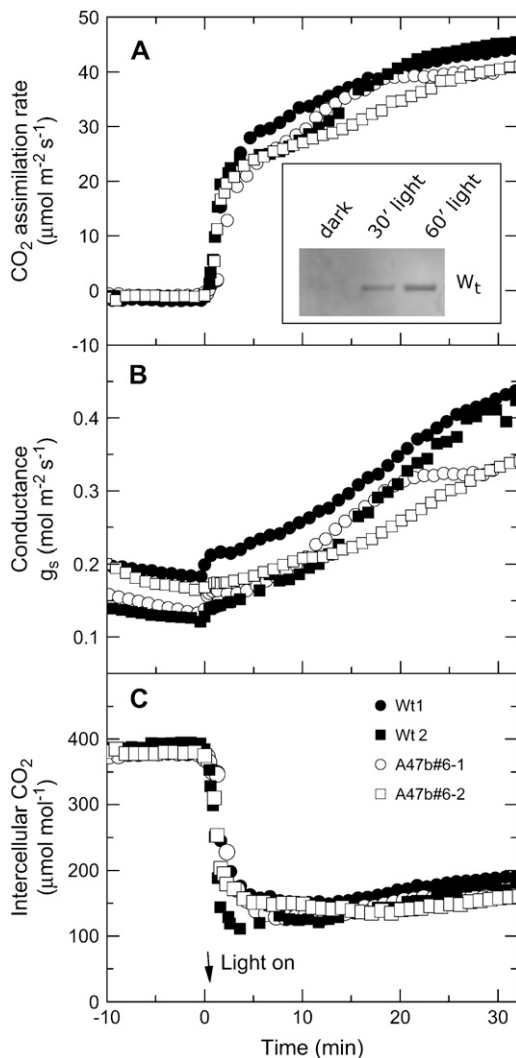 A
CO2 assimilation rate
(μmol m-2 s-1)
50
40
30
20
10
0
-10
dark
30' light
60' light
Wt
B
Conductance
gs (mol m-2 s-1)
0.4
0.3
0.2
0.1
C
Intercellular CO2
(μmol mol-1)
400
300
200
100
0
Wt1
Wt 2
A47b#6-1
A47b#6-2
Light on
-10
0
10
20
30
Time (min)